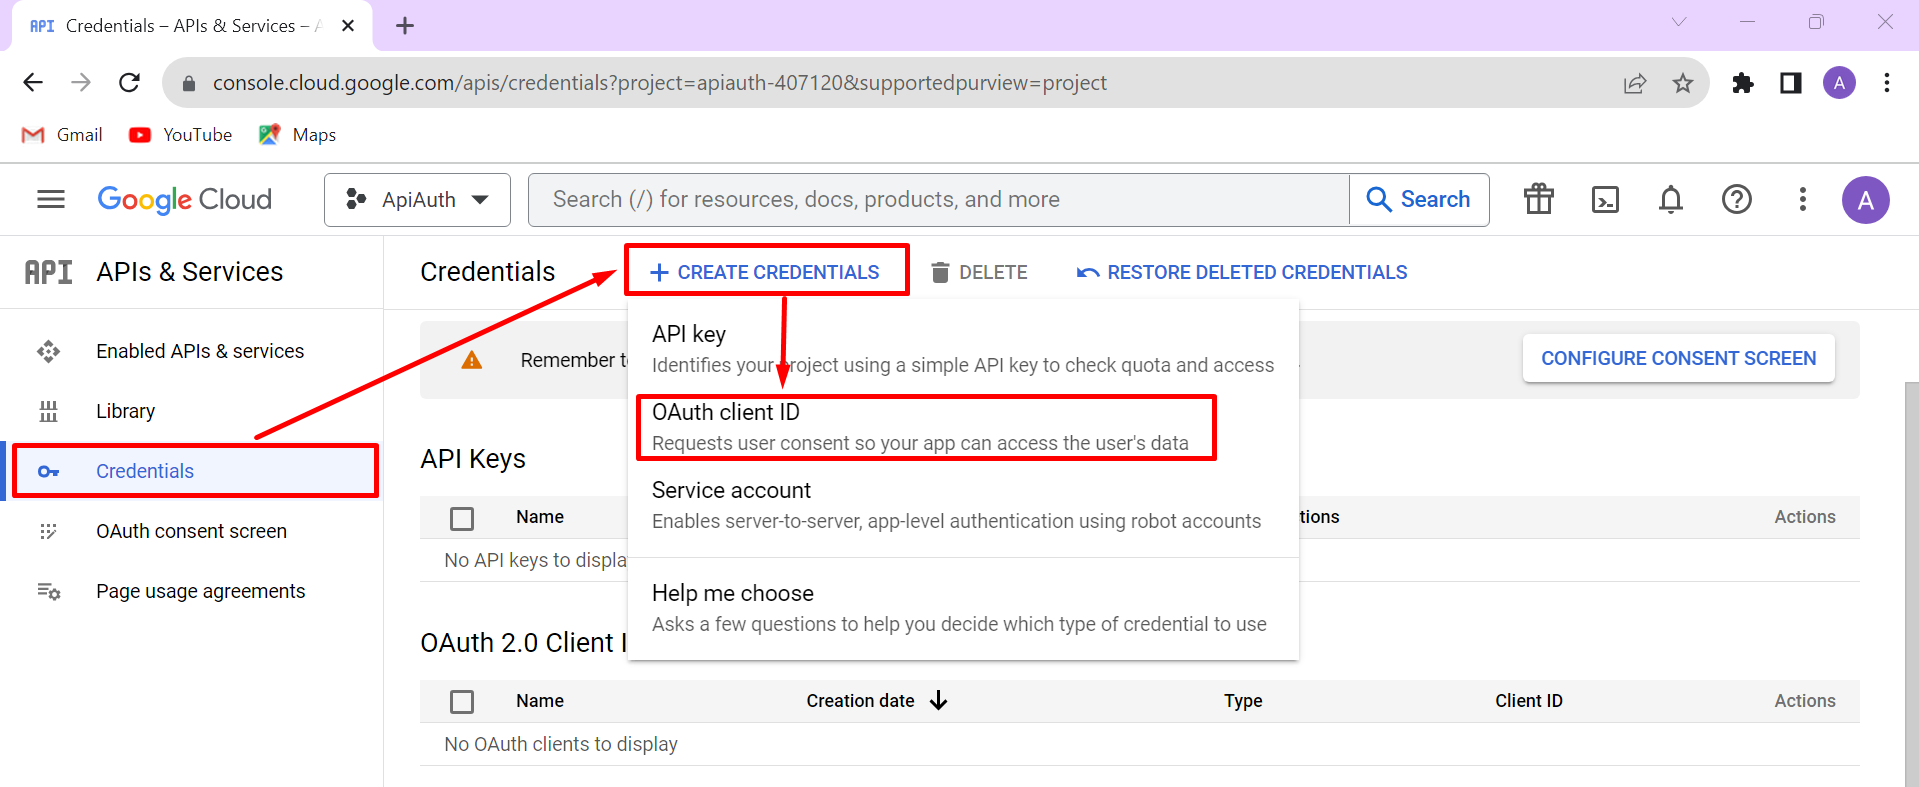 API Credentials – APIs & Services –
console.cloud.google.com/apis/credentials?project=apiauth-407120&supportedpurview=project
A
Gmail YouTube Maps
Google Cloud ApiAuth Search (/) for resources, docs, products, and more Search A
API APIs & Services
Enabled APIs & services
Library
Credentials
OAuth consent screen
Page usage agreements
Credentials CREATE CREDENTIALS DELETE RESTORE DELETED CREDENTIALS
Remember
CONFIGURE CONSENT SCREEN
API key
Identifies your project using a simple API key to check quota and access
OAuth client ID
Requests user consent so your app can access the user's data
Service account
Enables server-to-server, app-level authentication using robot accounts
Help me choose
Asks a few questions to help you decide which type of credential to use
API Keys
Name Actions
No API keys to
OAuth 2.0 Client
Name Creation date Type Client ID Actions
No OAuth clients to display